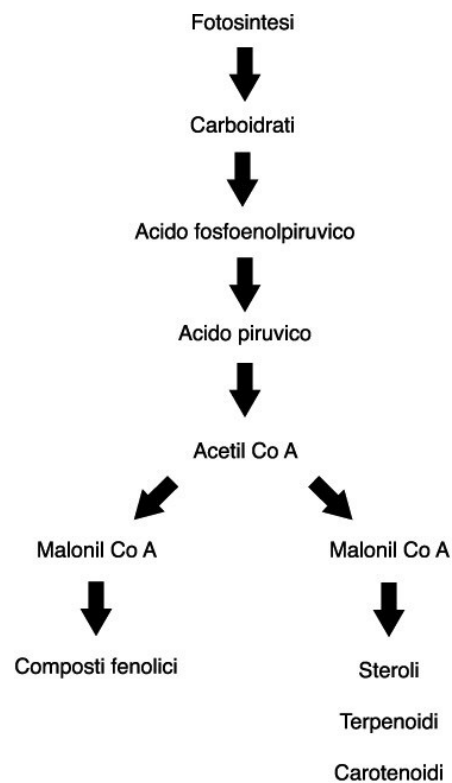 Fotosintesi
Carboidrati
Acido fosfoenolpiruvico
Acido piruvico
Acetil Co A
Malonil Co A
Malonil Co A
Composti fenolici
Steroli
Terpenoidi
Carotenoidi